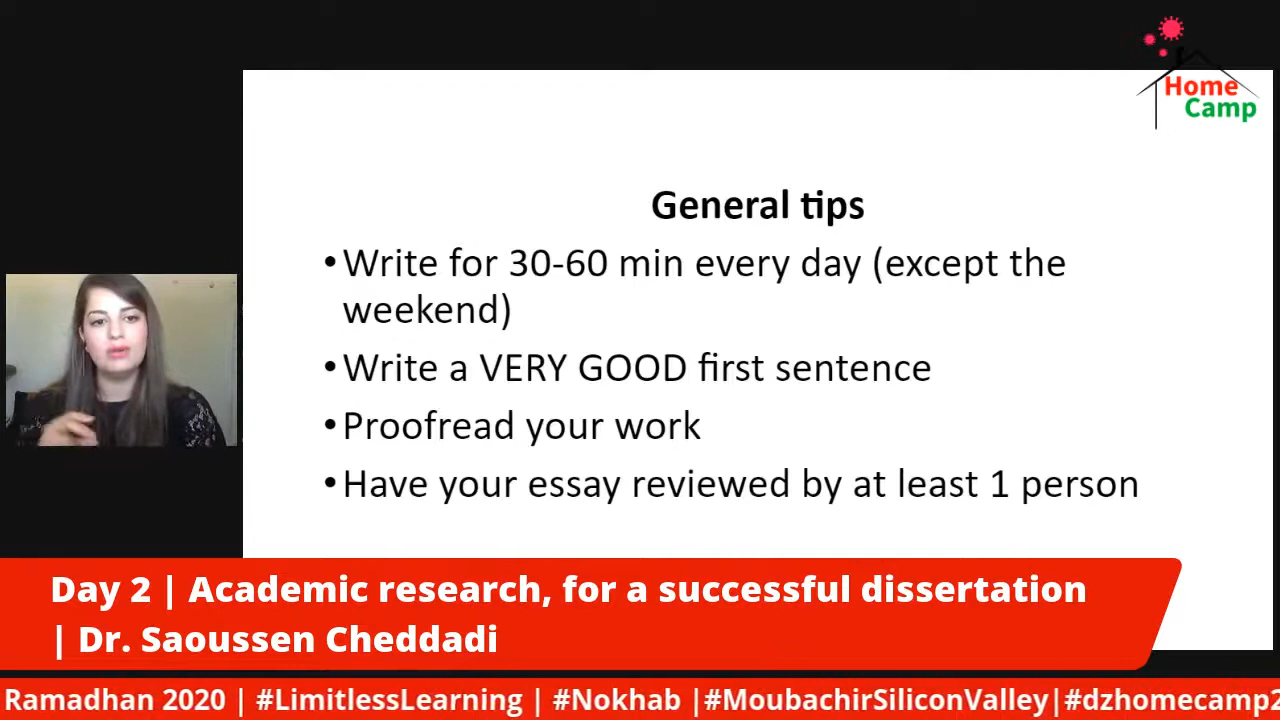 Home
Camp
General tips
•Write for 30-60 min every day (except the
weekend)
•Write a VERY GOOD first sentence
•Proofread your work
•Have your essay reviewed by at least 1 person
Day 2 | Academic research, for a successful dissertation
| Dr. Saoussen Cheddadi
Ramadhan 2020 | #LimitlessLearning | #Nokhab |#MoubachirSiliconValley|#dzhomecamp2